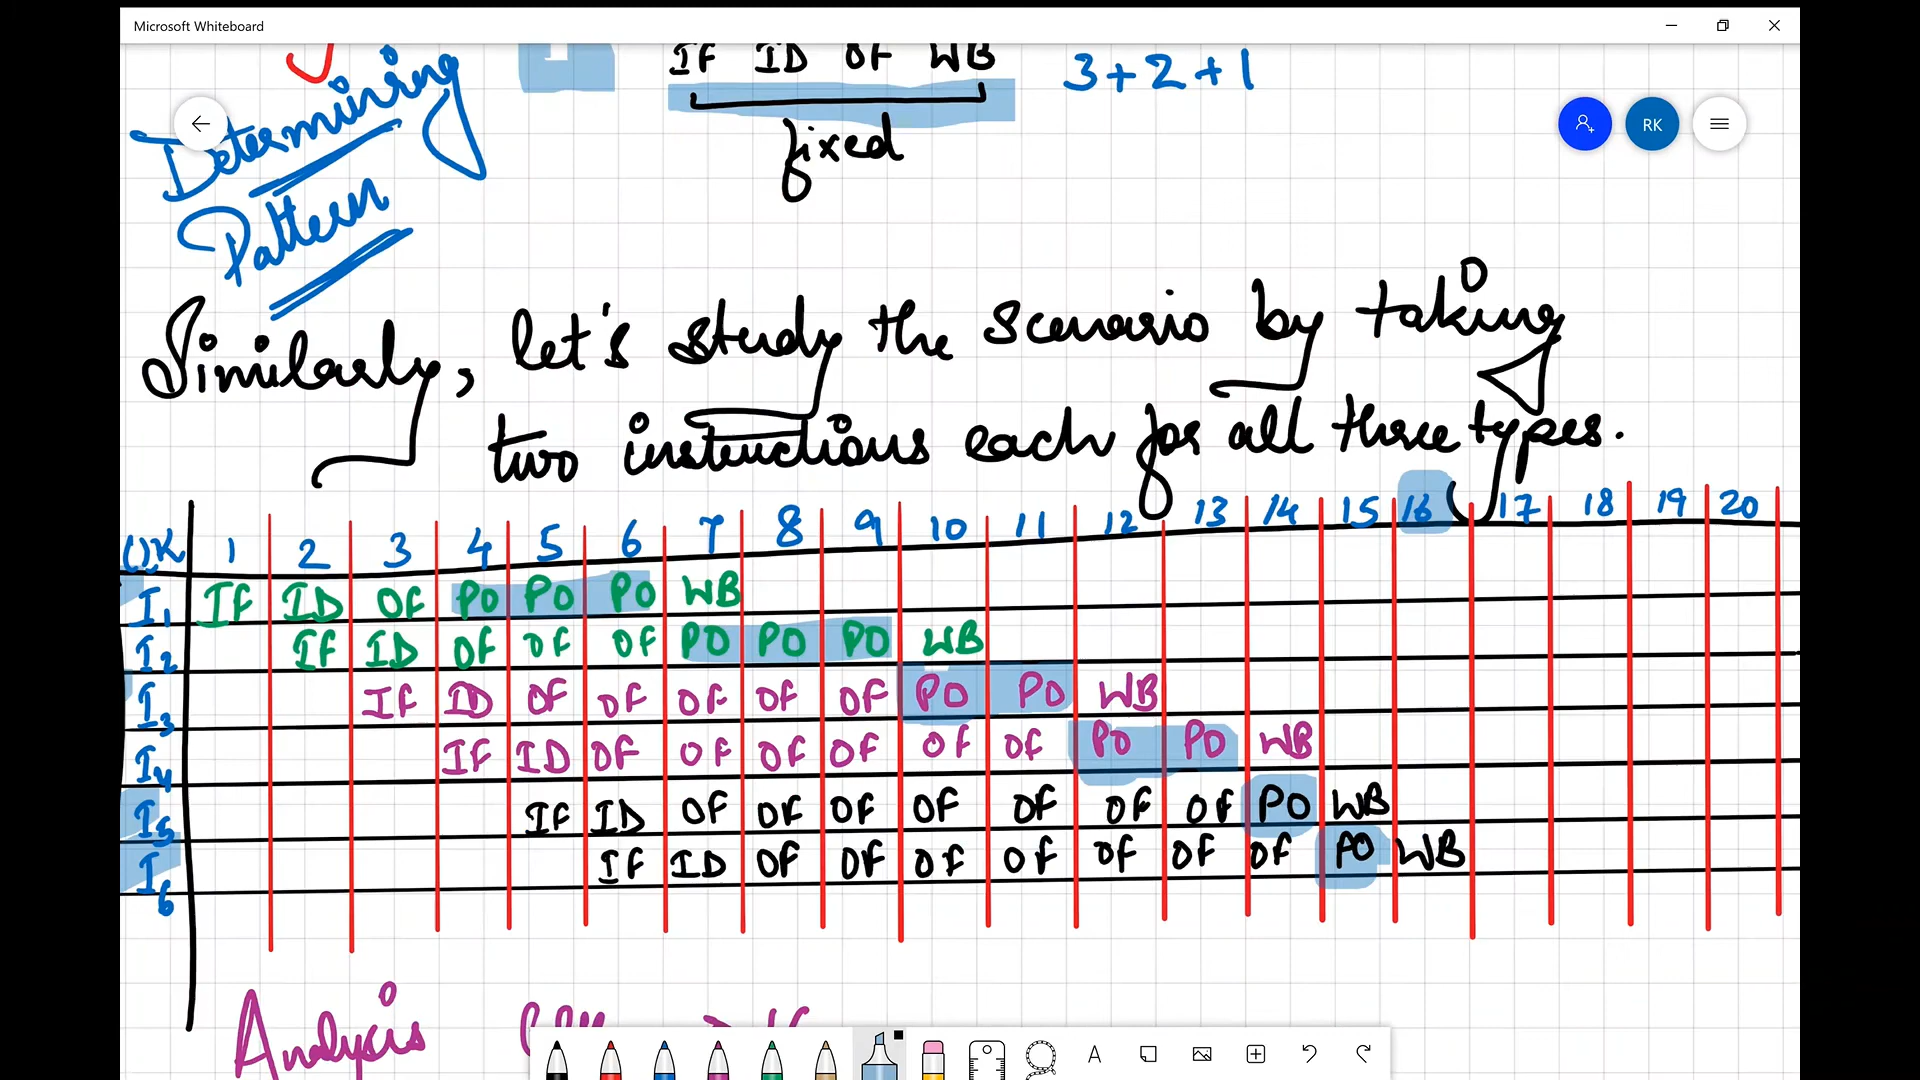 Microsoft Whiteboard
IF ID OF WB
3+2+1
fixed
Determining
Pattern
RK
Similarly, let's study the scenario by taking
two instructions each for all three types.
CLK 1 2 3 4 5 6 7 8 9 10 11 12 13 14 15 16 17 18 19 20
I1 IF ID OF PO PO PO WB
I2 IF ID OF OF OF PO PO PO WB
I3 IF ID OF OF OF OF OF PO PO WB
I4 IF ID OF OF OF OF OF OF PO PO WB
I5 IF ID OF OF OF OF OF OF OF PO WB
I6 IF ID OF OF OF OF OF OF OF PO WB
Analysis
A